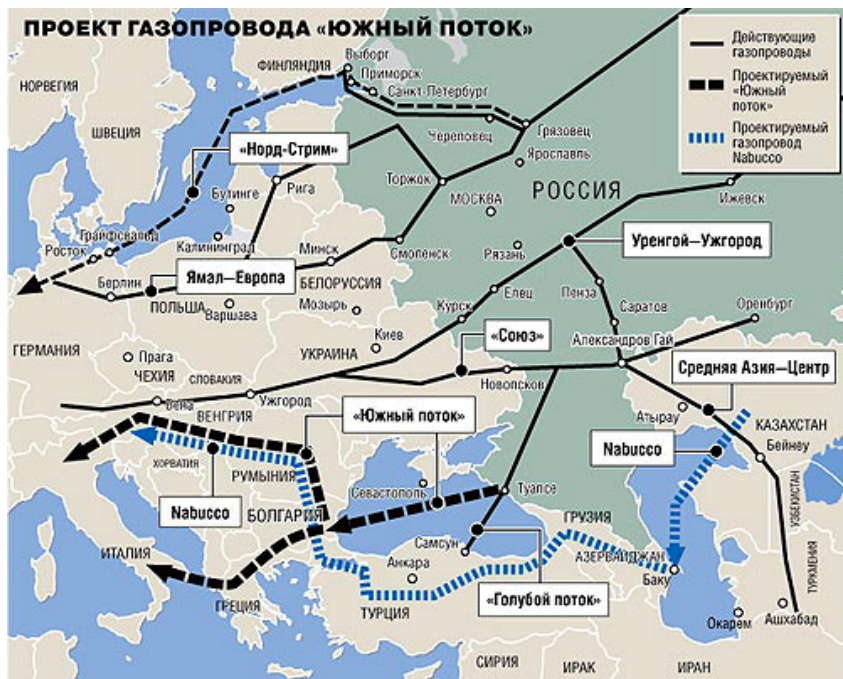 ПРОЕКТ ГАЗОПРОВОДА «ЮЖНЫЙ ПОТОК»
Действующие
газопроводы
Проектируемый
«Южный
поток»
Проектируемый
газопровод
Nabucco
НОРВЕГИЯ
ФИНЛЯНДИЯ
Выборг
Приморск
Санкт-Петербург
ШВЕЦИЯ
Череповец
Грязовец
«Норд-Стрим»
Ярославль
Бутинге
Рига
Торжок
МОСКВА
РОССИЯ
Ижевск
Грайфсвальд
Росток
Калининград
Минск
Смоленск
Рязань
Уренгой—Ужгород
Берлин
Ямал—Европа
БЕЛОРУССИЯ
ПОЛЬША
Варшава
Мозырь
Курск
Елец
Пенза
Саратов
Оренбург
ГЕРМАНИЯ
Прага
ЧЕХИЯ
Киев
УКРАИНА
«Союз»
Александров Гай
СЛОВАКИЯ
Новопсков
Средняя Азия—Центр
Вена
Ужгород
ВЕНГРИЯ
«Южный поток»
Атырау
КАЗАХСТАН
Nabucco
Бейнеу
ХОРВАТИЯ
РУМЫНИЯ
Севастополь
Туапсе
УЗБЕКИСТАН
Nabucco
БОЛГАРИЯ
ГРУЗИЯ
Самсун
АЗЕРБАЙДЖАН
ИТАЛИЯ
Анкара
Баку
ТУРКМЕНИЯ
ГРЕЦИЯ
ТУРЦИЯ
«Голубой поток»
Окарем
Ашхабад
СИРИЯ
ИРАК
ИРАН